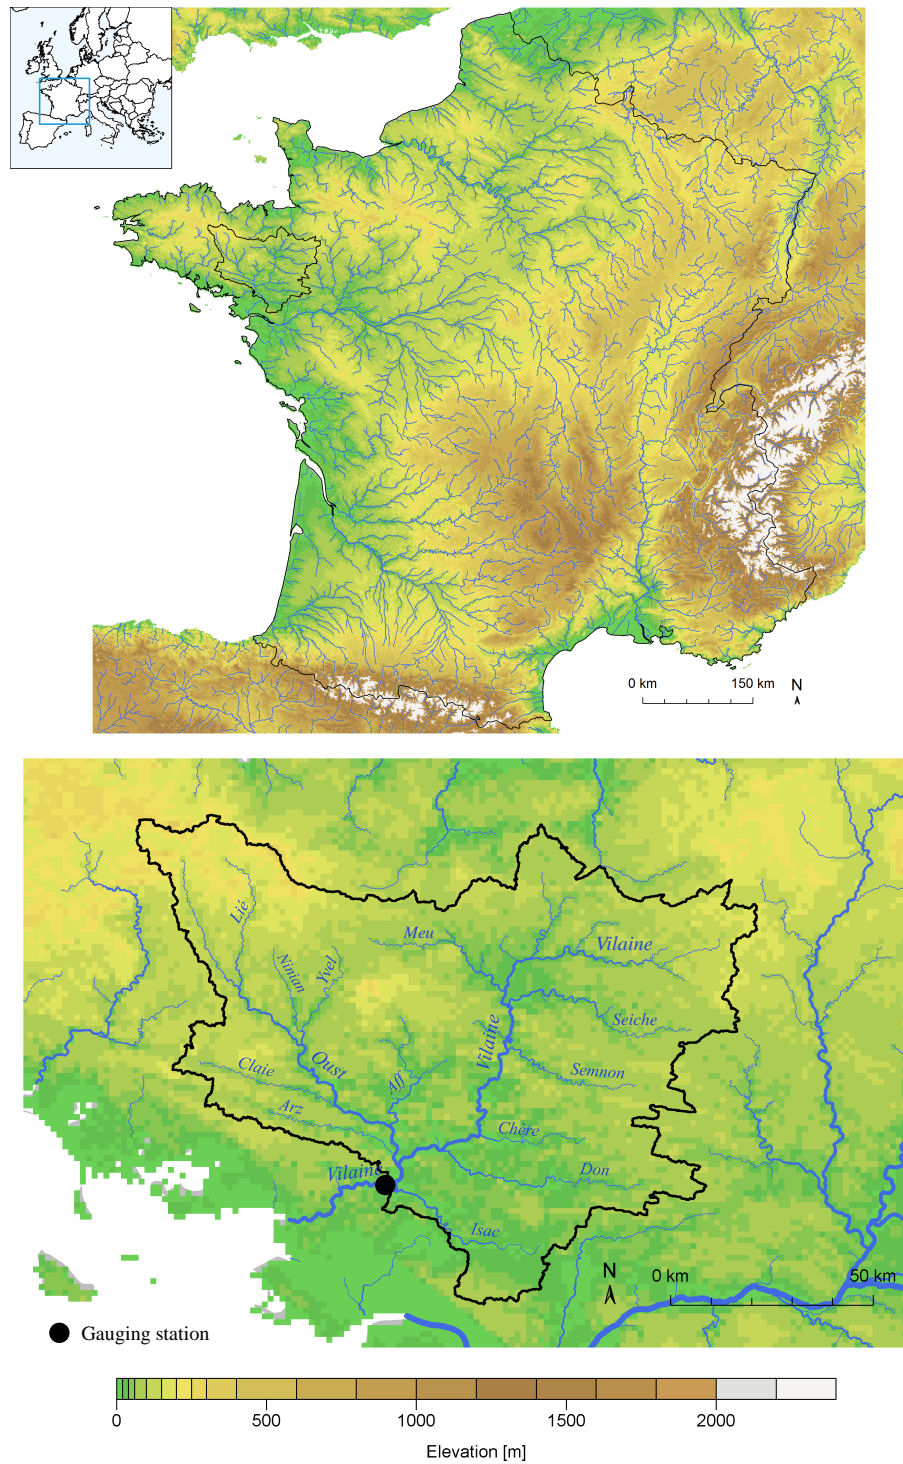 0 km 150 km N
Lié
Meu
Vilaine
Ninian
Yvel
Seiche
Vilaine
Oust
Claie
Aff
Semnon
Arz
Chère
Vilaine
Don
Isac
N
0 km 50 km
Gauging station
0 500 1000 1500 2000
Elevation [m]